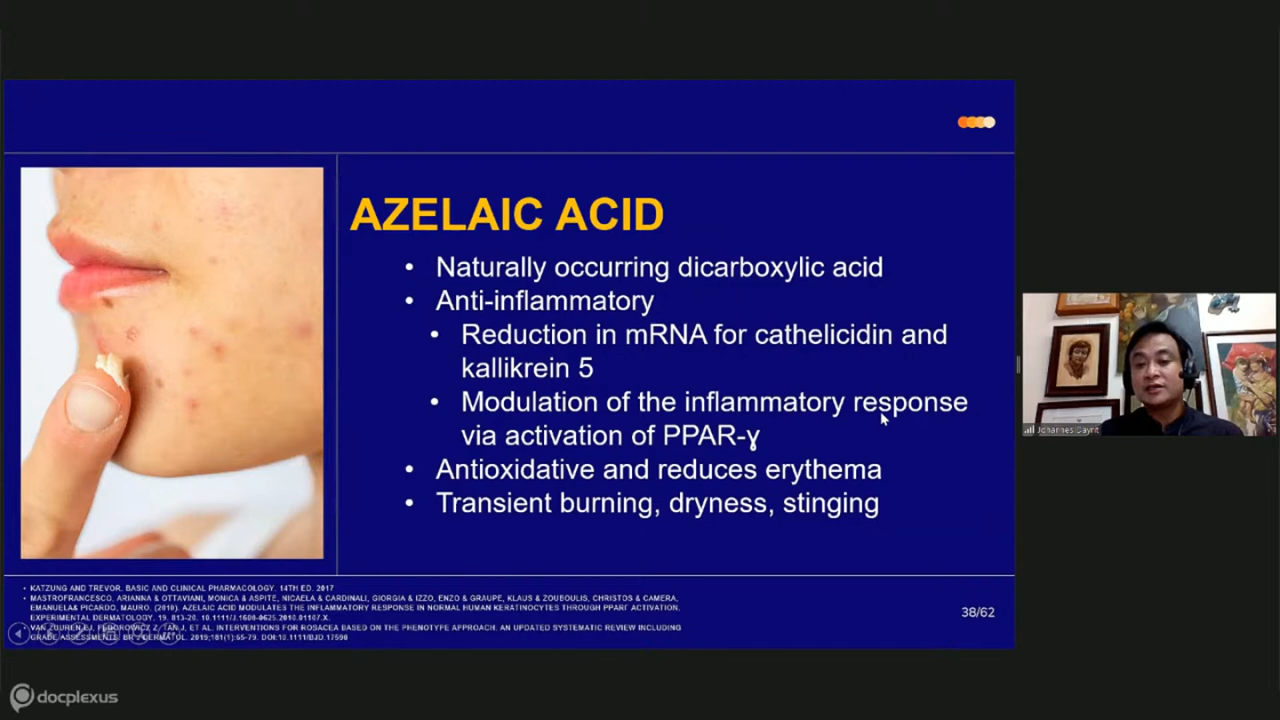 AZELAIC ACID
• Naturally occurring dicarboxylic acid
• Anti-inflammatory
• Reduction in mRNA for cathelicidin and
kallikrein 5
• Modulation of the inflammatory response
via activation of PPAR-ɣ
• Antioxidative and reduces erythema
• Transient burning, dryness, stinging
• KATZUNG AND TREVOR. BASIC AND CLINICAL PHARMACOLOGY. 14TH ED. 2017
• MASTROFRANCESCO, ARIANNA & OTTAVIANI, MONICA & ASPITE, NICAELA & CARDINALI, GIORGIA & IZZO, ENZO & GRAUPE, KLAUS & ZOUBOULIS, CHRISTOS & CAMERA,
EMANUELA& PICARDO, MAURO. (2010). AZELAIC ACID MODULATES THE INFLAMMATORY RESPONSE IN NORMAL HUMAN KERATINOCYTES THROUGH PPARΓ ACTIVATION.
EXPERIMENTAL DERMATOLOGY. 19. 813-20. 10.1111/J.1600-0625.2010.01107.X.
• VAN ZUUREN EJ, FEDOROWICZ Z, TAN J, ET AL. INTERVENTIONS FOR ROSACEA BASED ON THE PHENOTYPE APPROACH: AN UPDATED SYSTEMATIC REVIEW INCLUDING
GRADE ASSESSMENTS. BR J DERMATOL. 2019;181(1):65-79. DOI:10.1111/BJD.17590
38/62
Johannes Dayrit
docplexus